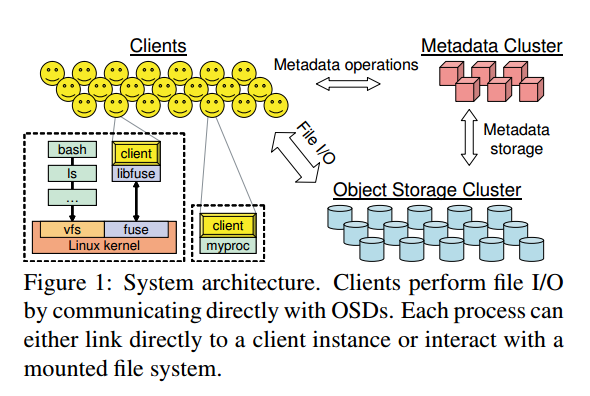 Clients
Metadata operations
Metadata Cluster
File I/O
Metadata
storage
Object Storage Cluster
bash
ls
...
client
libfuse
vfs
fuse
Linux kernel
client
myproc
Figure 1: System architecture. Clients perform file I/O
by communicating directly with OSDs. Each process can
either link directly to a client instance or interact with a
mounted file system.